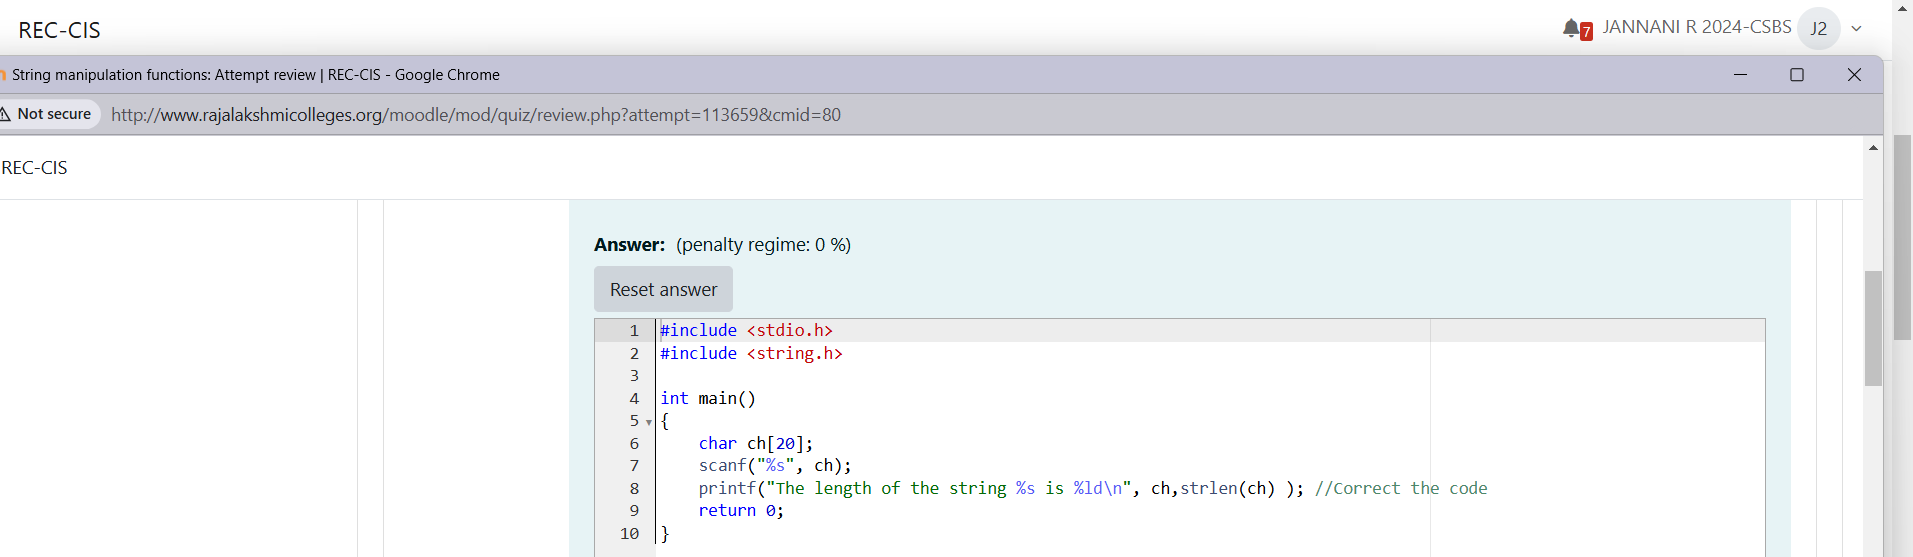 REC-CIS
7 JANNANI R 2024-CSBS J2
String manipulation functions: Attempt review | REC-CIS - Google Chrome
Not secure http://www.rajalakshmicolleges.org/moodle/mod/quiz/review.php?attempt=113659&cmid=80
REC-CIS
Answer: (penalty regime: 0 %)
Reset answer
1 #include <stdio.h>
2 #include <string.h>
3
4 int main()
5 {
6 char ch[20];
7 scanf("%s", ch);
8 printf("The length of the string %s is %ld\n", ch,strlen(ch) ); //Correct the code
9 return 0;
10 }